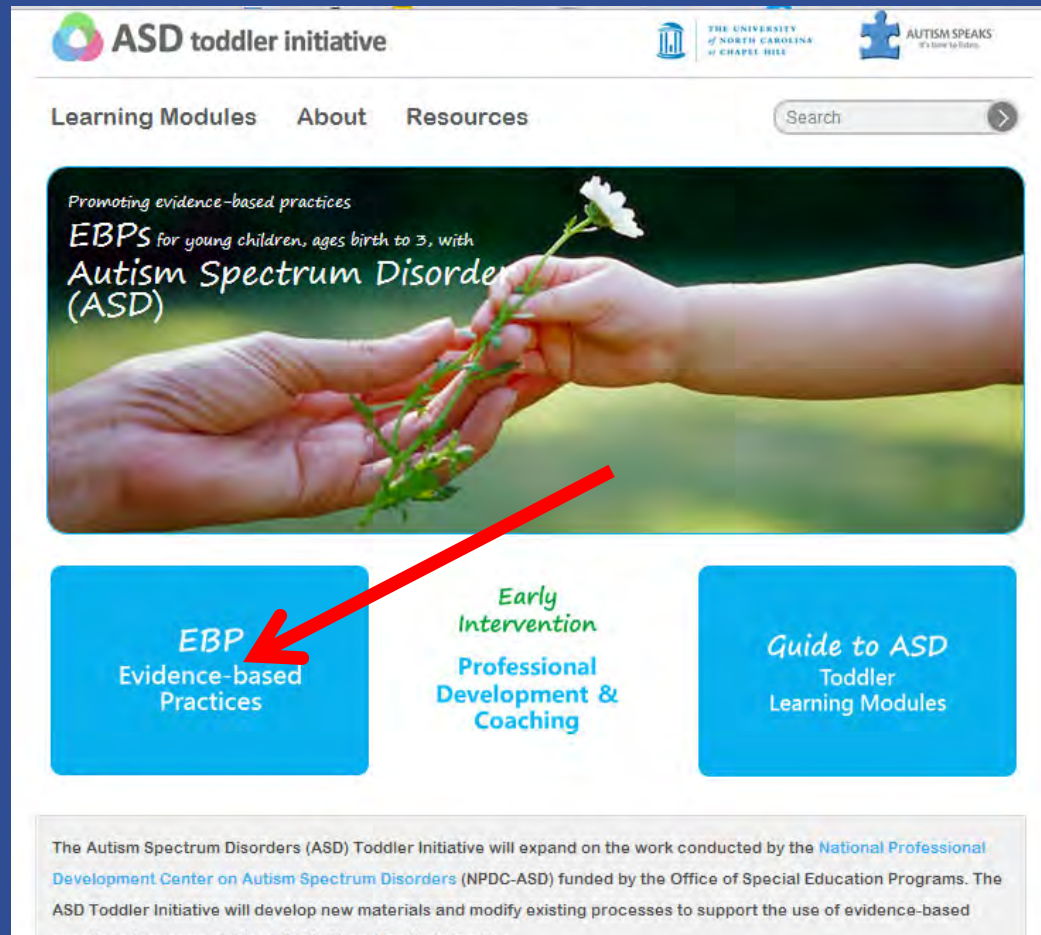 ASD toddler initiative
THE UNIVERSITY
of NORTH CAROLINA
at CHAPEL HILL
AUTISM SPEAKS
It's time to listen.
Learning Modules About Resources
Search
Promoting evidence-based practices
EBPs for young children, ages birth to 3, with
Autism Spectrum Disorder
(ASD)
EBP
Evidence-based
Practices
Early
Intervention
Professional
Development &
Coaching
Guide to ASD
Toddler
Learning Modules
The Autism Spectrum Disorders (ASD) Toddler Initiative will expand on the work conducted by the National Professional
Development Center on Autism Spectrum Disorders (NPDC-ASD) funded by the Office of Special Education Programs. The
ASD Toddler Initiative will develop new materials and modify existing processes to support the use of evidence-based